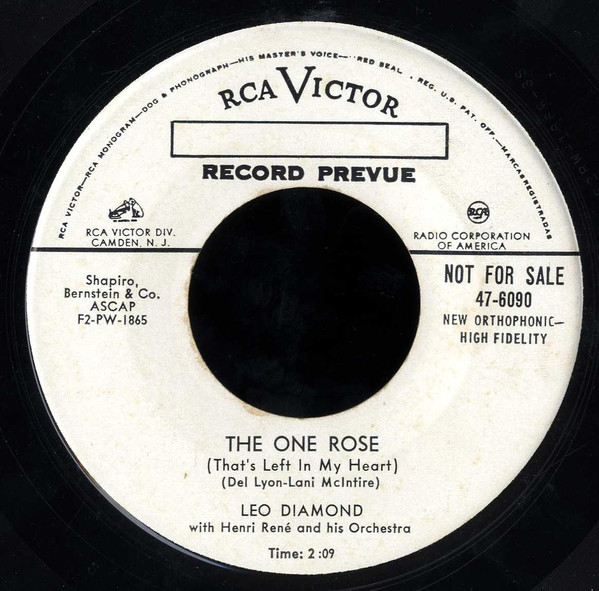 RCA VICTOR—RCA MONOGRAM—DOG & PHONOGRAPH—HIS MASTER'S VOICE—"RED SEAL" REG. U.S. PAT. OFF.—MARCAS REGISTRADAS
RCA VICTOR
RECORD PREVUE
RCA VICTOR DIV.
CAMDEN, N. J.
RCA
RADIO CORPORATION
OF AMERICA
Shapiro,
Bernstein & Co.
ASCAP
F2-PW-1865
NOT FOR SALE
47-6090
NEW ORTHOPHONIC—
HIGH FIDELITY
THE ONE ROSE
(That's Left In My Heart)
(Del Lyon-Lani McIntire)
LEO DIAMOND
with Henri René and his Orchestra
Time: 2:09